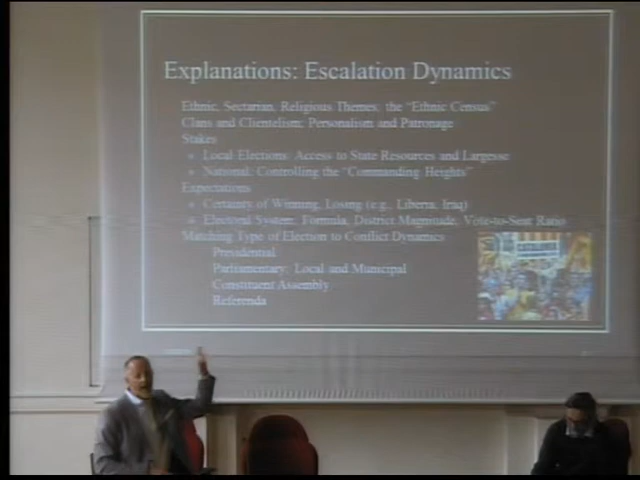 Explanations: Escalation Dynamics
Ethnic, Sectarian, Religious Themes: the "Ethnic Census"
Clans and Clientelism: Personalism and Patronage
Stakes
Local Elections: Access to State Resources and Largesse
National: Controlling the "Commanding Heights"
Expectations
Certainty of Winning, Losing (e.g., Liberia, Iraq)
Electoral System: Formula, District Magnitude, Vote-to-Seat Ratio
Matching Type of Election to Conflict Dynamics
Presidential
Parliamentary: Local and Municipal
Constituent Assembly
Referenda